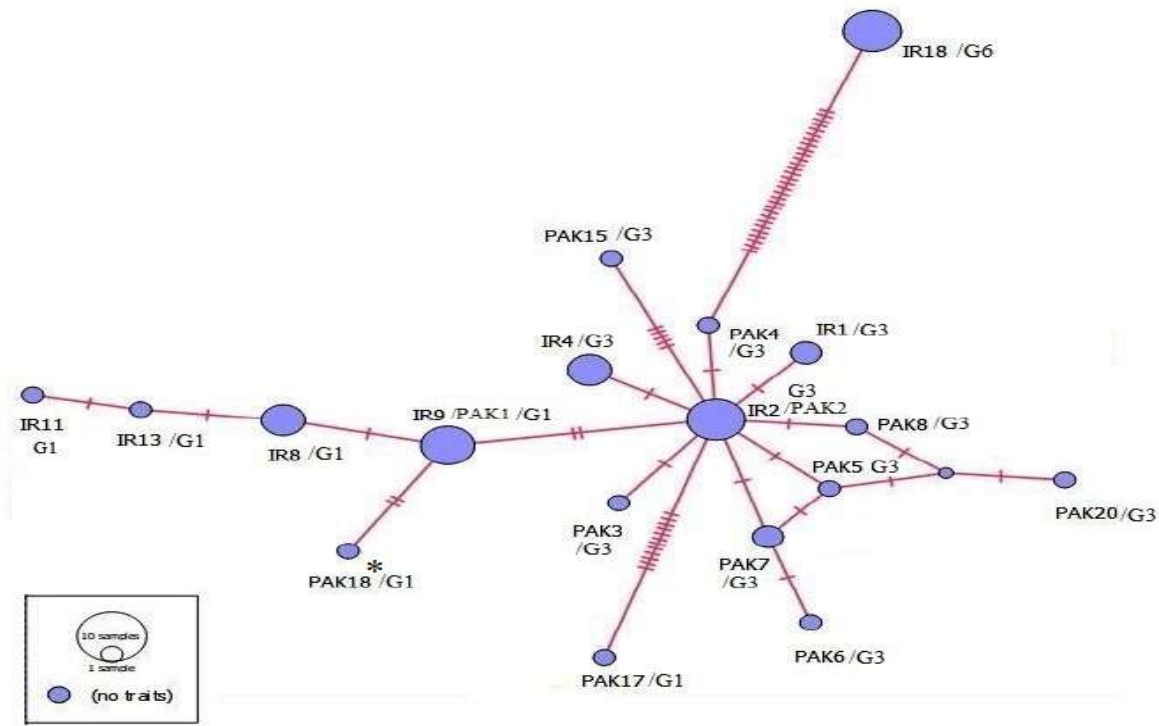 IR18 /G6
PAK15 /G3
PAK4
/G3
IR1 /G3
IR4 /G3
G3
IR2 /PAK2
IR9 /PAK1 /G1
PAK8 /G3
IR11
G1
IR13 /G1
IR8 /G1
PAK5 G3
PAK20/G3
PAK3
/G3
PAK7
/G3
*
PAK18 /G1
PAK6 /G3
PAK17/G1
10 samples
1 sample
(no traits)